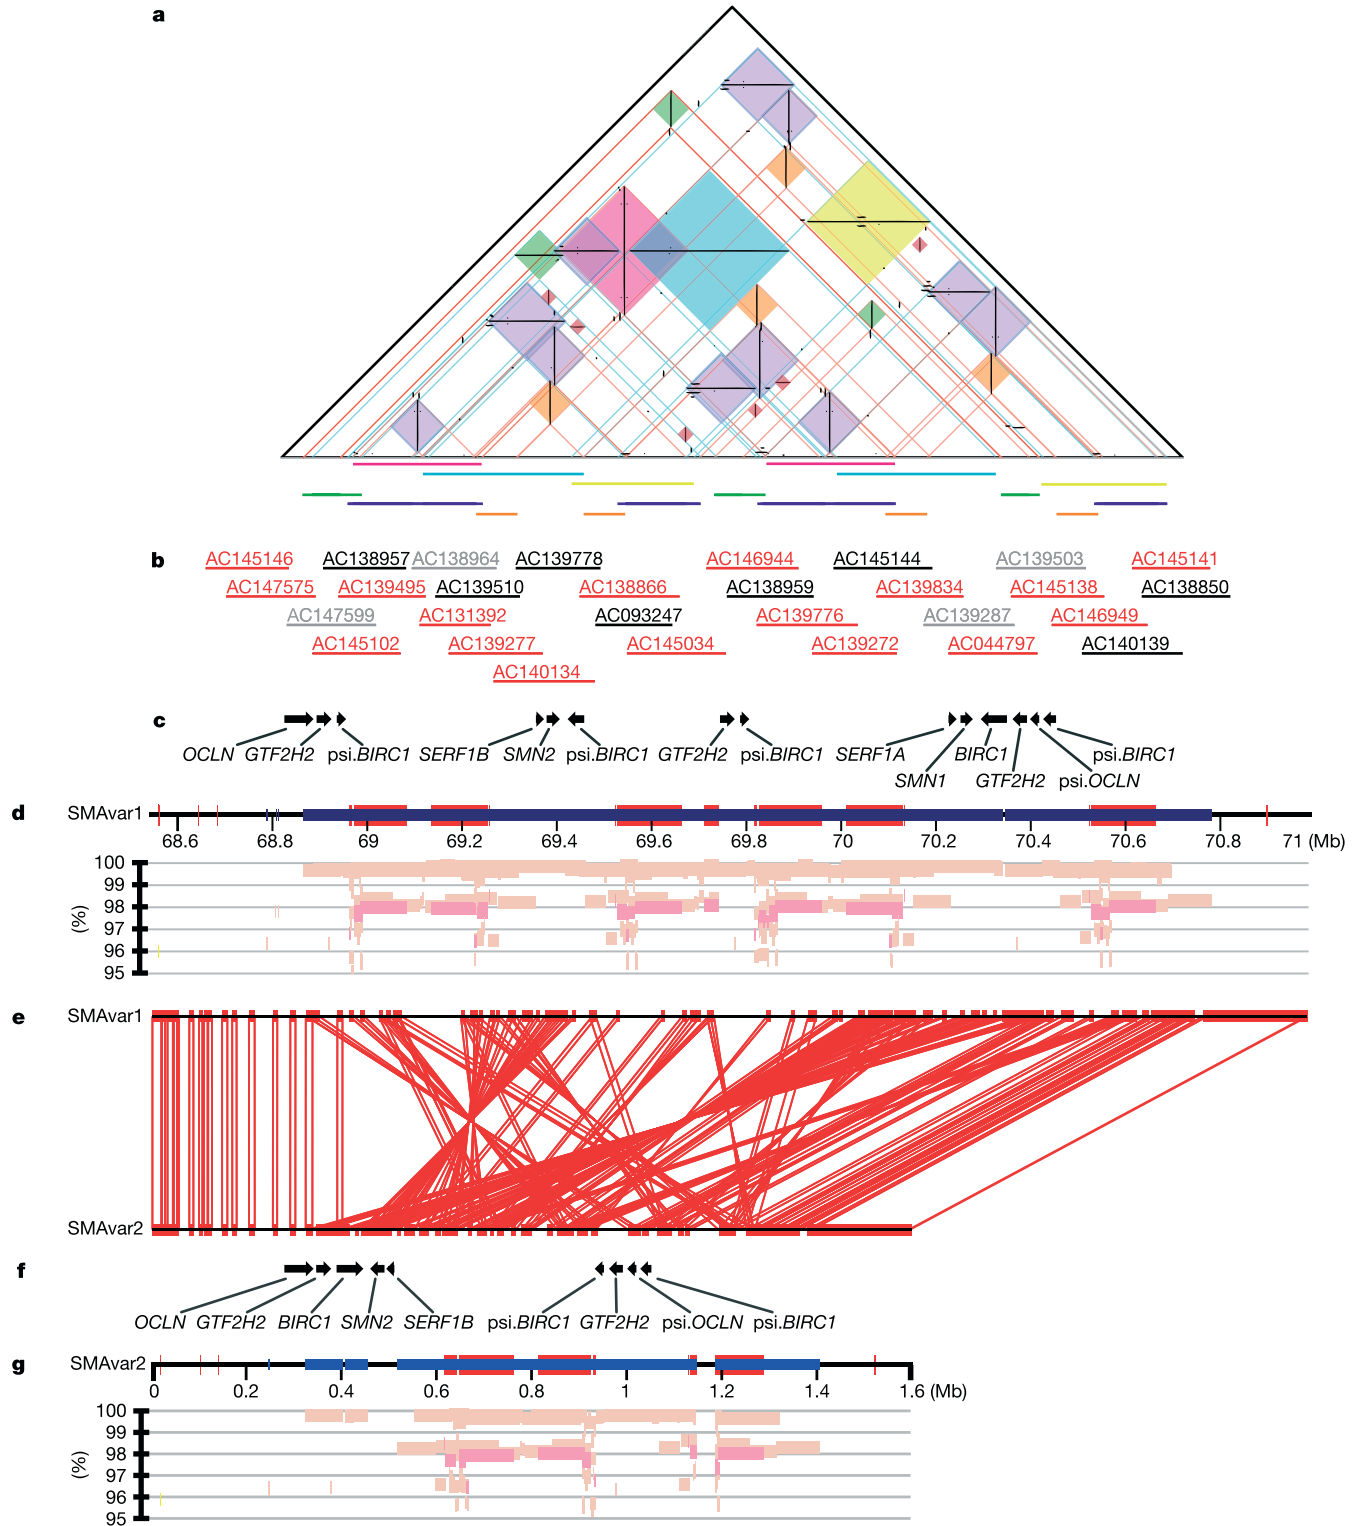 a
b
AC145146 AC138957 AC138964 AC139778 AC146944 AC145144 AC139503 AC145141
AC147575 AC139495 AC139510 AC138866 AC138959 AC139834 AC145138 AC138850
AC147599 AC131392 AC093247 AC139776 AC139287 AC146949
AC145102 AC139277 AC145034 AC139272 AC044797 AC140139
AC140134
c
OCLN GTF2H2 psi.BIRC1 SERF1B SMN2 psi.BIRC1 GTF2H2 psi.BIRC1 SERF1A BIRC1 psi.BIRC1
SMN1 GTF2H2 psi.OCLN
d SMAvar1
68.6 68.8 69 69.2 69.4 69.6 69.8 70 70.2 70.4 70.6 70.8 71 (Mb)
100
99
98
97
96
95
(%)
e SMAvar1
SMAvar2
f
OCLN GTF2H2 BIRC1 SMN2 SERF1B psi.BIRC1 GTF2H2 psi.OCLN psi.BIRC1
g SMAvar2
0 0.2 0.4 0.6 0.8 1 1.2 1.4 1.6 (Mb)
100
99
98
97
96
95
(%)